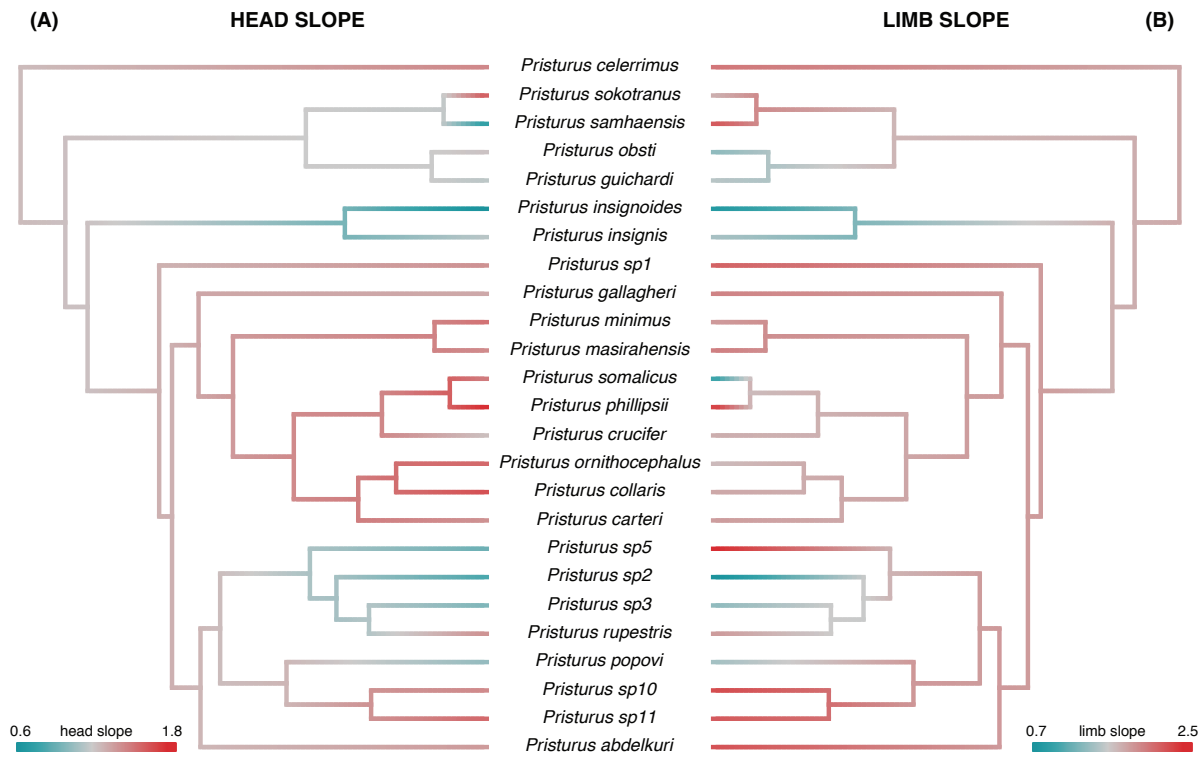 (A) HEAD SLOPE LIMB SLOPE (B)
Pristurus celerrimus
Pristurus sokotranus
Pristurus samhaensis
Pristurus obsti
Pristurus guichardi
Pristurus insignoides
Pristurus insignis
Pristurus sp1
Pristurus gallagheri
Pristurus minimus
Pristurus masirahensis
Pristurus somalicus
Pristurus phillipsii
Pristurus crucifer
Pristurus ornithocephalus
Pristurus collaris
Pristurus carteri
Pristurus sp5
Pristurus sp2
Pristurus sp3
Pristurus rupestris
Pristurus popovi
Pristurus sp10
Pristurus sp11
Pristurus abdelkuri
0.6 head slope 1.8
0.7 limb slope 2.5